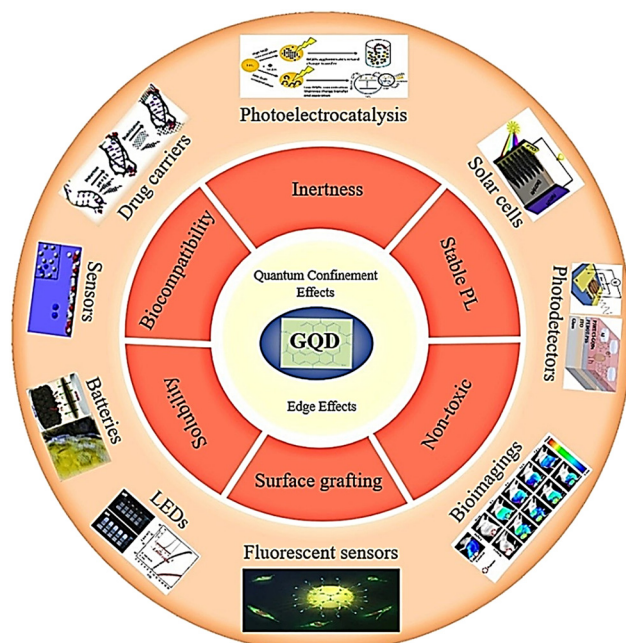 Photoelectrocatalysis
Solar cells
Photodetectors
Bioimagings
Fluorescent sensors
LEDs
Batteries
Sensors
Drug carriers
Inertness
Stable PL
Non-toxic
Surface grafting
Solubility
Biocompatibility
Quantum Confinement
Effects
GQD
Edge Effects